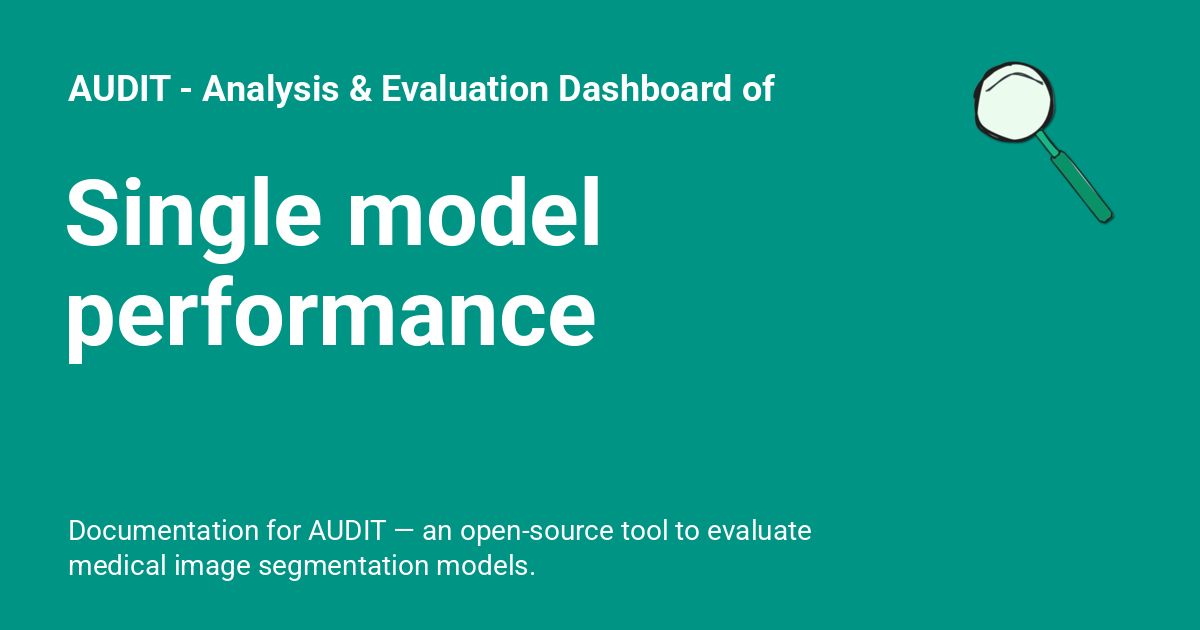 AUDIT - Analysis & Evaluation Dashboard of
Single model
performance
Documentation for AUDIT — an open-source tool to evaluate
medical image segmentation models.